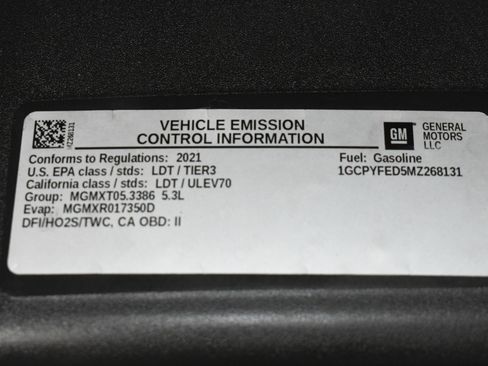 VEHICLE EMISSION
CONTROL INFORMATION
GM
GENERAL
MOTORS
LLC
MZ268131
Conforms to Regulations: 2021
U.S. EPA class / stds: LDT / TIER3
California class / stds: LDT / ULEV70
Group: MGMXT05.3386 5.3L
Evap: MGMXR017350D
DFI/HO2S/TWC, CA OBD: II
Fuel: Gasoline
1GCPYFED5MZ268131